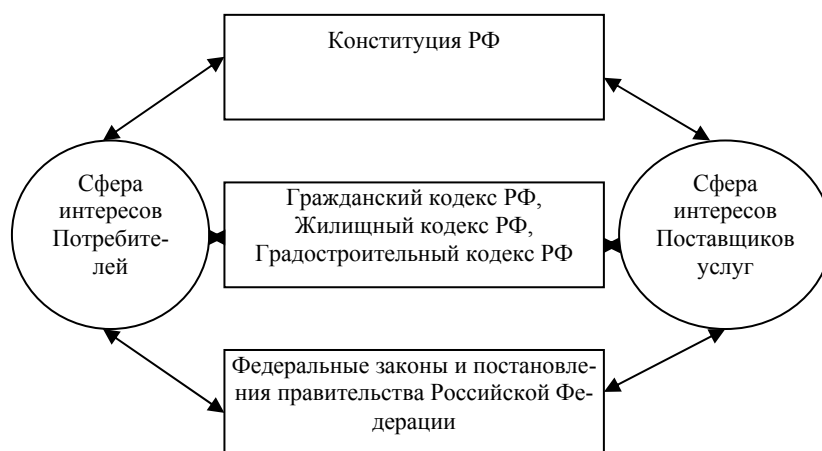 Конституция РФ
Сфера
интересов
Потребите-
лей
Гражданский кодекс РФ,
Жилищный кодекс РФ,
Градостроительный кодекс РФ
Сфера
интересов
Поставщиков
услуг
Федеральные законы и постановле-
ния правительства Российской Фе-
дерации